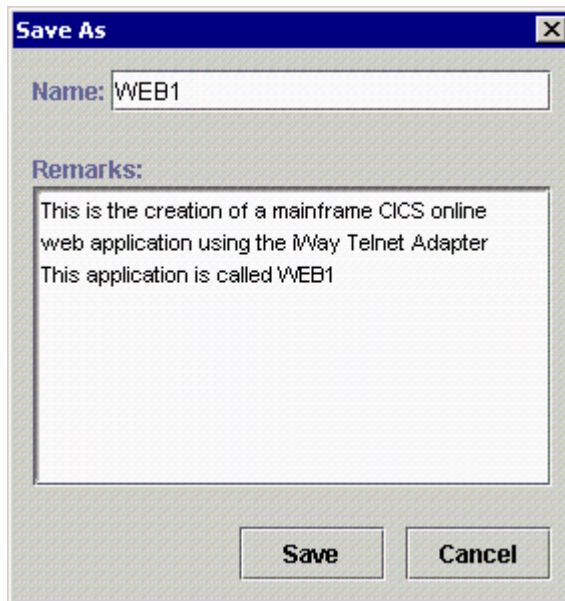 Save As
Name: WEB1
Remarks:
This is the creation of a mainframe CICS online
web application using the iWay Telnet Adapter
This application is called WEB1
Save Cancel